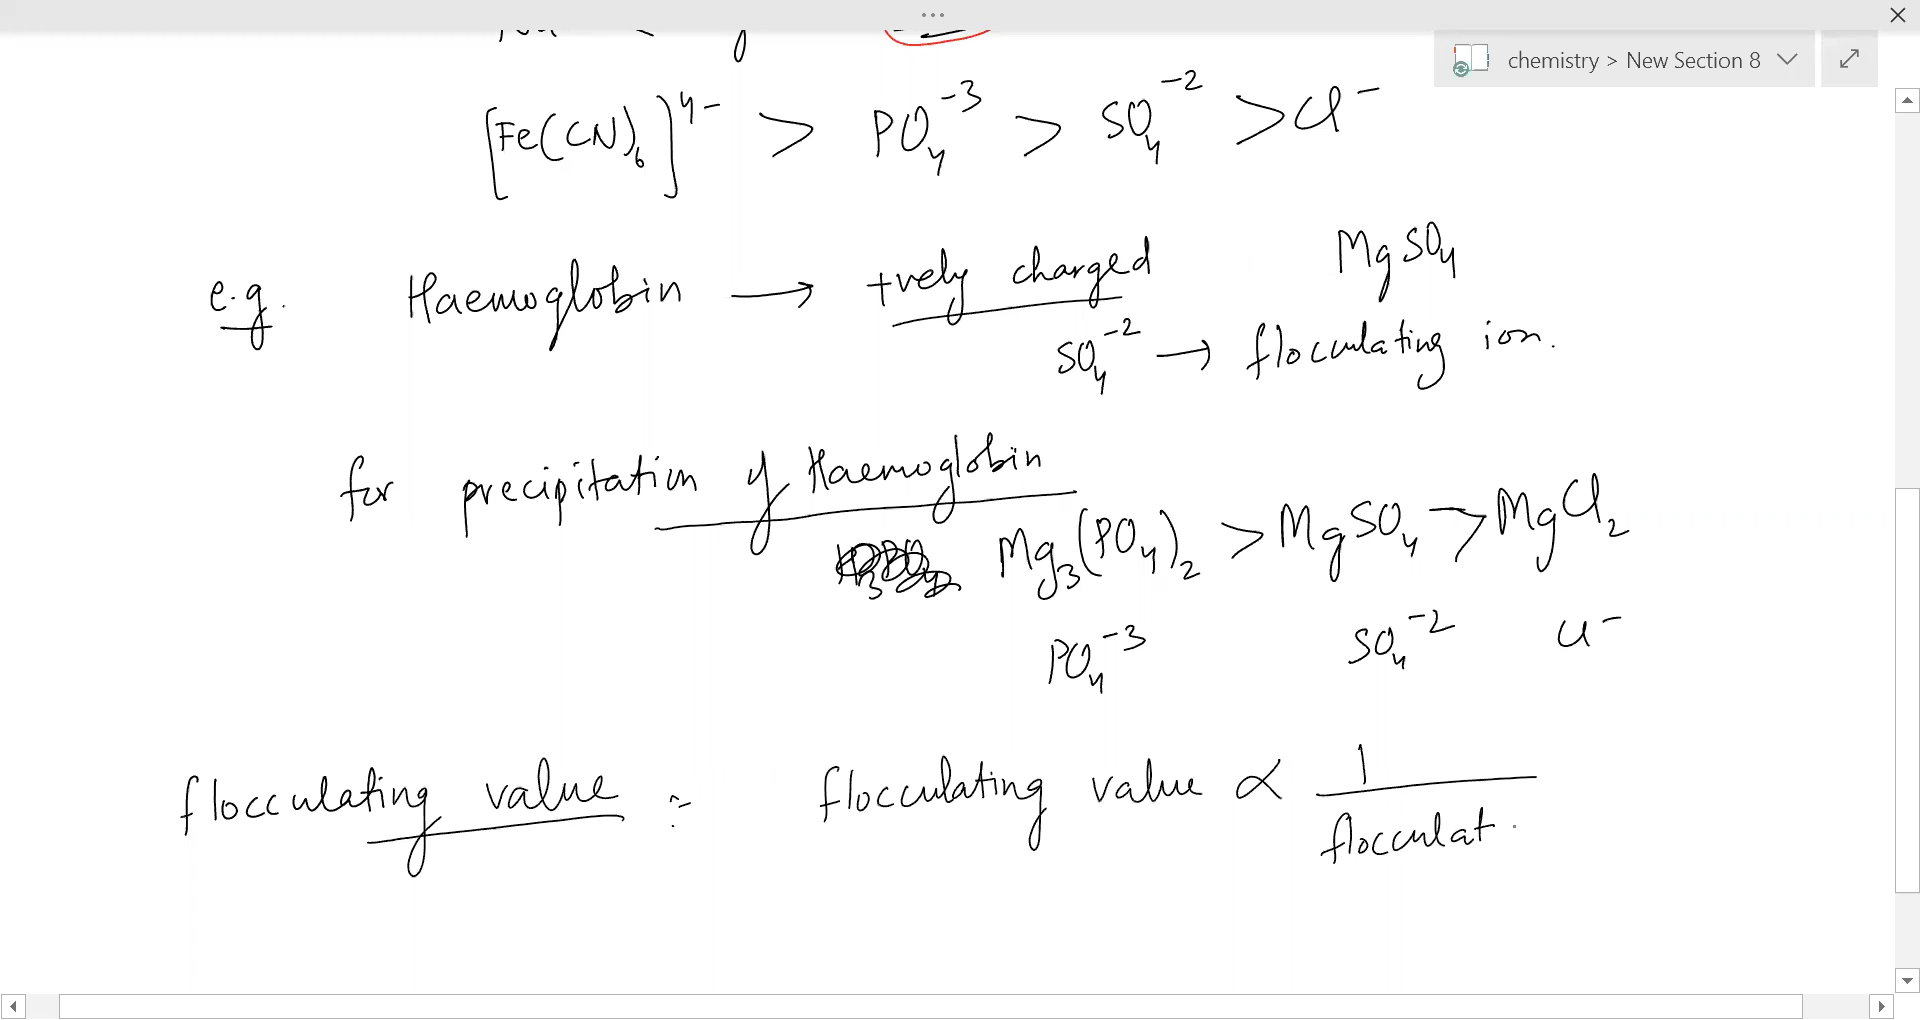 chemistry > New Section 8
[Fe(CN)₆]⁴⁻ > PO₄⁻³ > SO₄⁻² > Cl⁻
MgSO₄
e.g. Haemoglobin → +vely charged
SO₄⁻² → flocculating ion.
for precipitation of Haemoglobin
Mg₃(PO₄)₂ > MgSO₄ > MgCl₂
PO₄⁻³ SO₄⁻² Cl⁻
flocculating value :- flocculating value ∝ 1
flocculat.